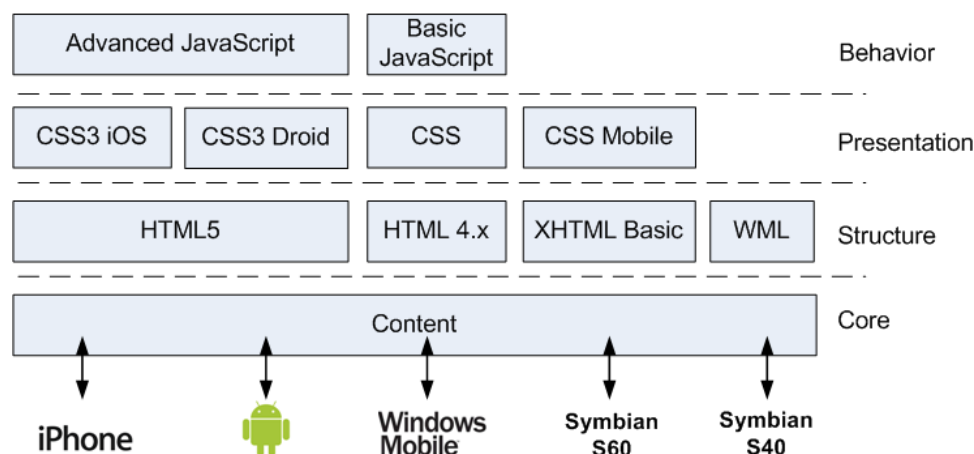 Advanced JavaScript
Basic
JavaScript
Behavior
CSS3 iOS
CSS3 Droid
CSS
CSS Mobile
Presentation
HTML5
HTML 4.x
XHTML Basic
WML
Structure
Content
Core
iPhone
Windows
Mobile
Symbian
S60
Symbian
S40